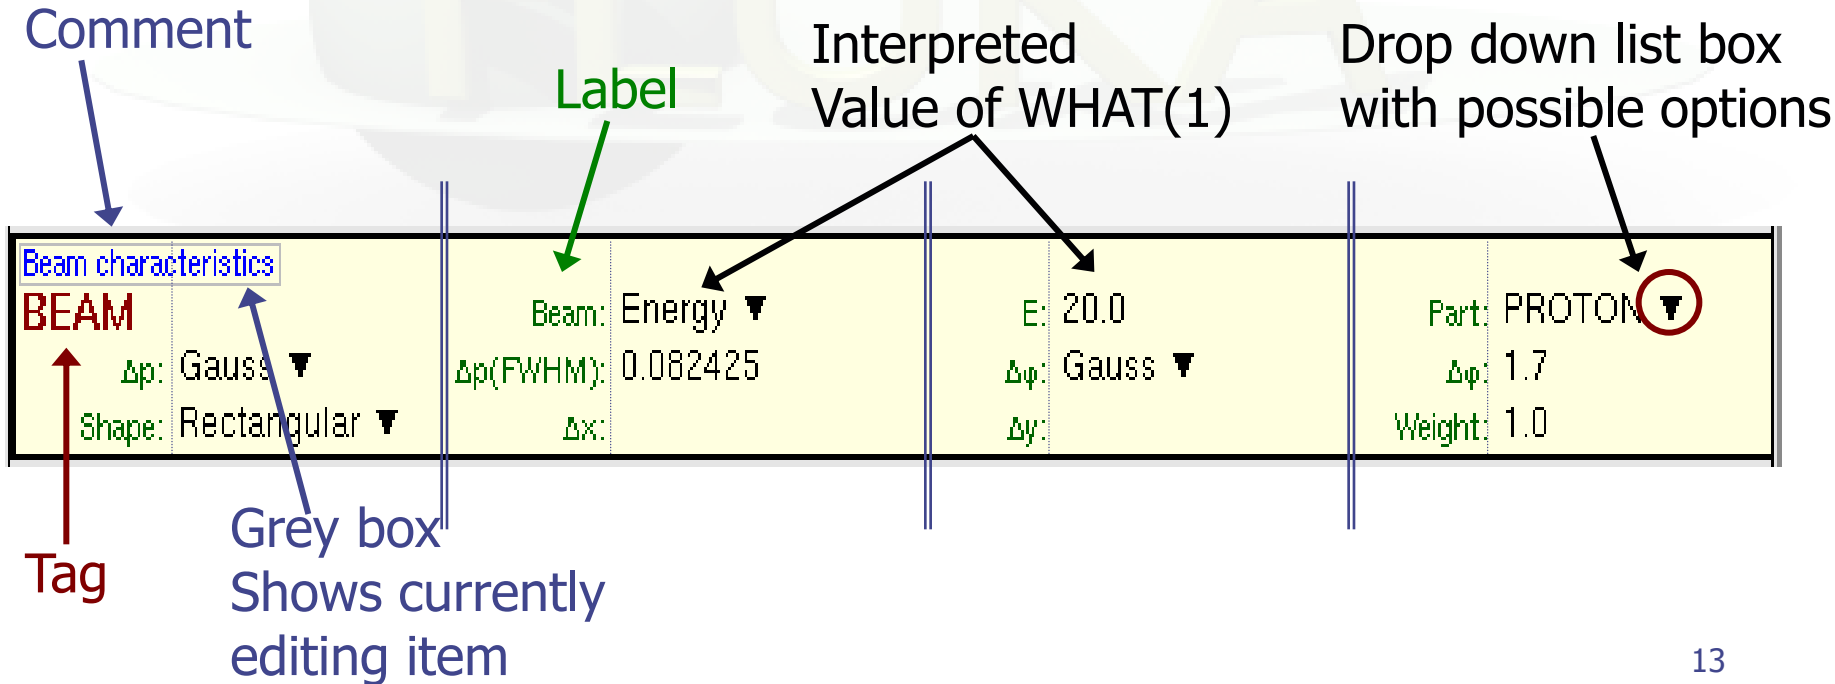 Comment
Label
Interpreted
Value of WHAT(1)
Drop down list box
with possible options
Beam characteristics
BEAM Beam: Energy ▼ E: 20.0 Part: PROTON ▼
Δp: Gauss ▼ Δp(FWHM): 0.082425 Δφ: Gauss ▼ Δφ: 1.7
Shape: Rectangular ▼ Δx: Δy: Weight: 1.0
Tag
Grey box
Shows currently
editing item
13